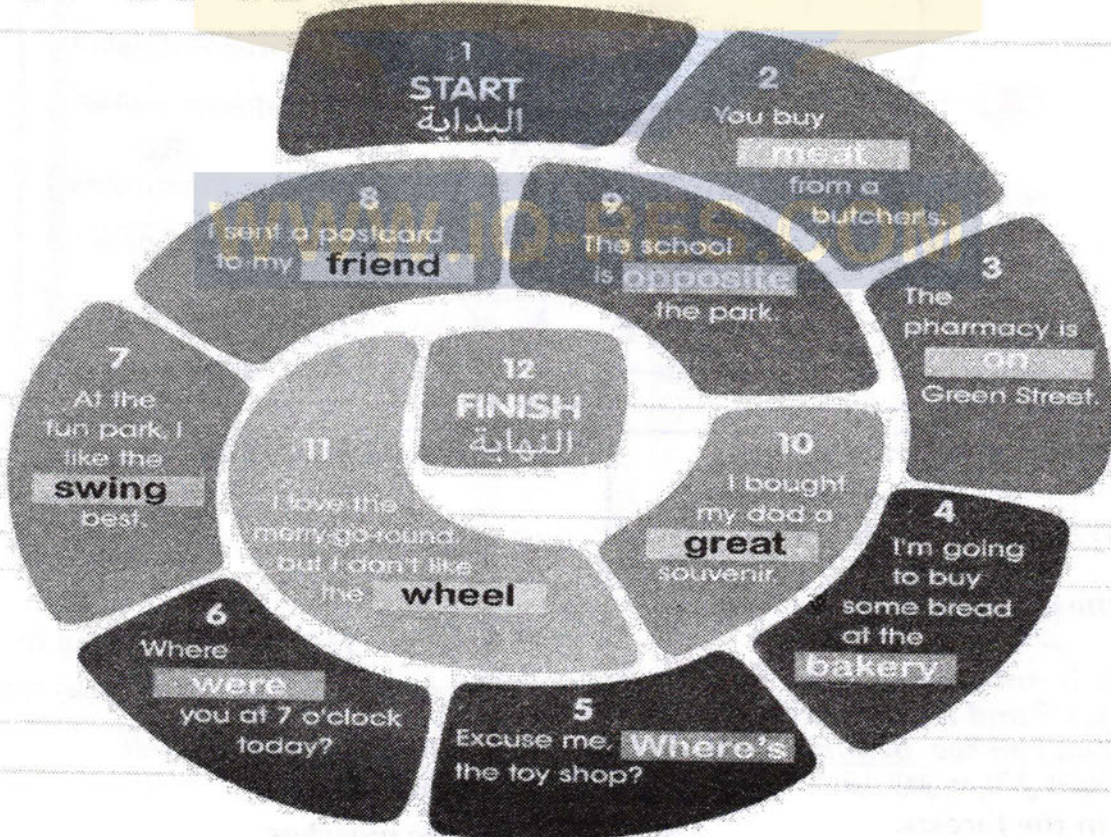 1
START
البداية
2
You buy
meat
from a
butcher's.
3
The
pharmacy is
on
Green Street.
4
I'm going
to buy
some bread
at the
bakery
5
Excuse me, Where's
the toy shop?
6
Where
were
you at 7 o'clock
today?
7
At the
fun park, I
like the
swing
best.
8
I sent a postcard
to my friend
9
The school
is opposite
the park.
10
I bought
my dad a
great
souvenir.
11
I love the
merry-go-round,
but I don't like
the wheel
12
FINISH
النهاية
WWW.iQ-RES.COM